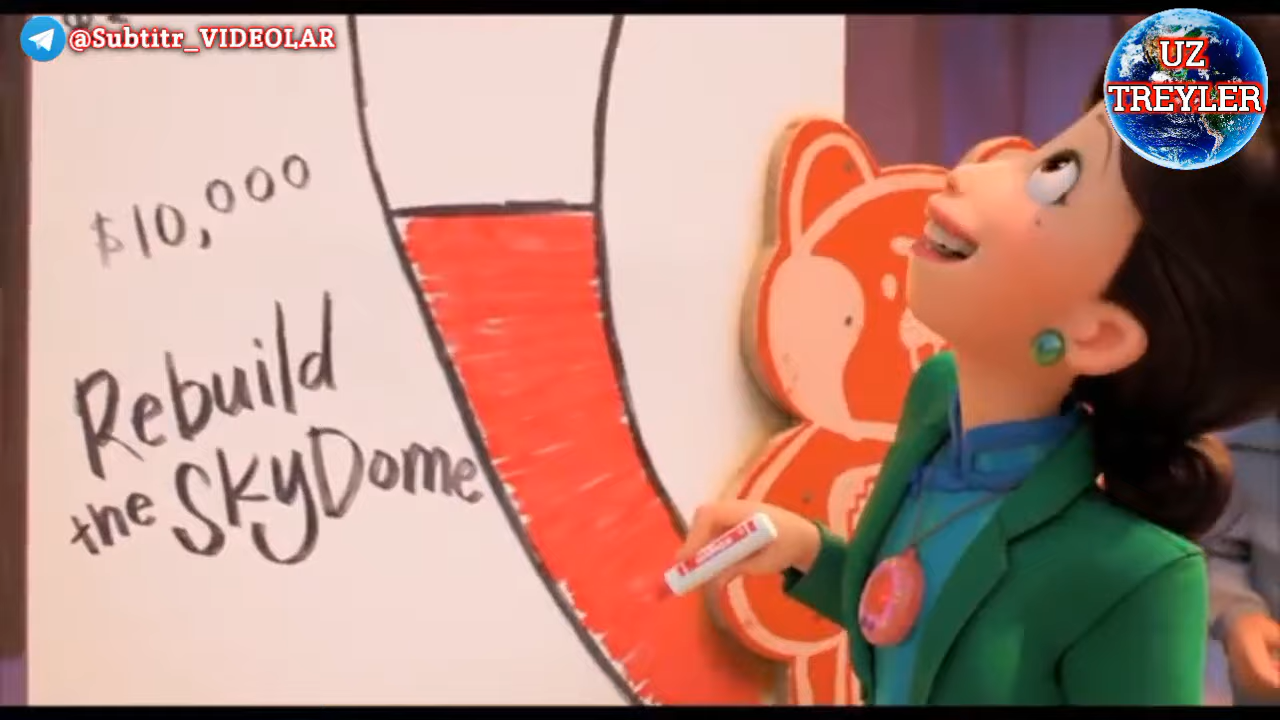 @Subtitr_VIDEOLAR
UZ
TREYLER
$10,000
Rebuild
the SkyDome